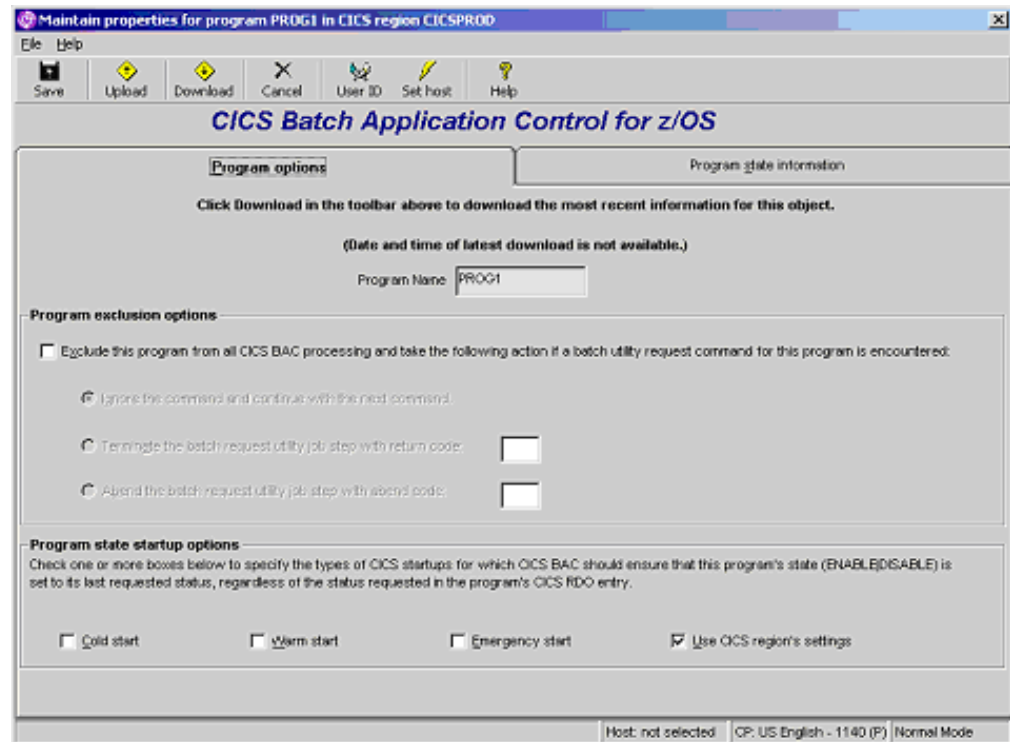 Maintain properties for program PROG1 in CICS region CICSPROD
File Help
Save Upload Download Cancel User ID Set host Help
CICS Batch Application Control for z/OS
Program options Program state information
Click Download in the toolbar above to download the most recent information for this object.
(Date and time of latest download is not available.)
Program Name PROG1
Program exclusion options
Exclude this program from all CICS BAC processing and take the following action if a batch utility request command for this program is encountered:
Ignore the command and continue with the next command.
Terminate the batch request utility job step with return code:
Abend the batch request utility job step with abend code:
Program state startup options
Check one or more boxes below to specify the types of CICS startups for which CICS BAC should ensure that this program's state (ENABLE|DISABLE) is
set to its last requested status, regardless of the status requested in the program's CICS RDO entry.
Cold start Warm start Emergency start Use CICS region's settings
Host: not selected CP: US English - 1140 (P) Normal Mode